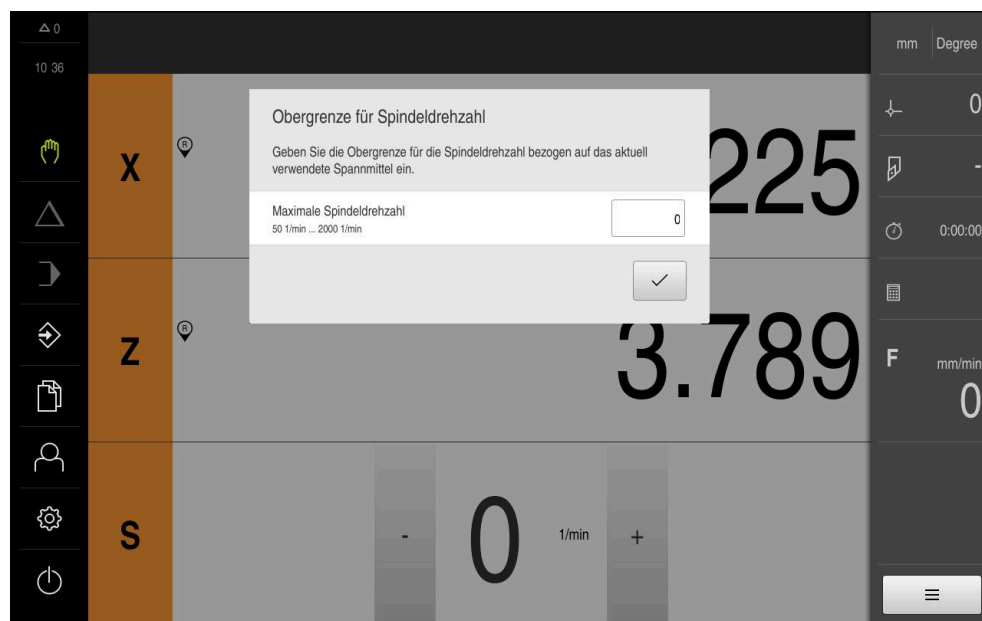 0
10 36
mm Degree
Obergrenze für Spindeldrehzahl
Geben Sie die Obergrenze für die Spindeldrehzahl bezogen auf das aktuell
verwendete Spannmittel ein.
Maximale Spindeldrehzahl
50 1/min ... 2000 1/min
0
X
R
225
0
-
0:00:00
Z
R
3.789
F
mm/min
0
S
-
0
1/min
+